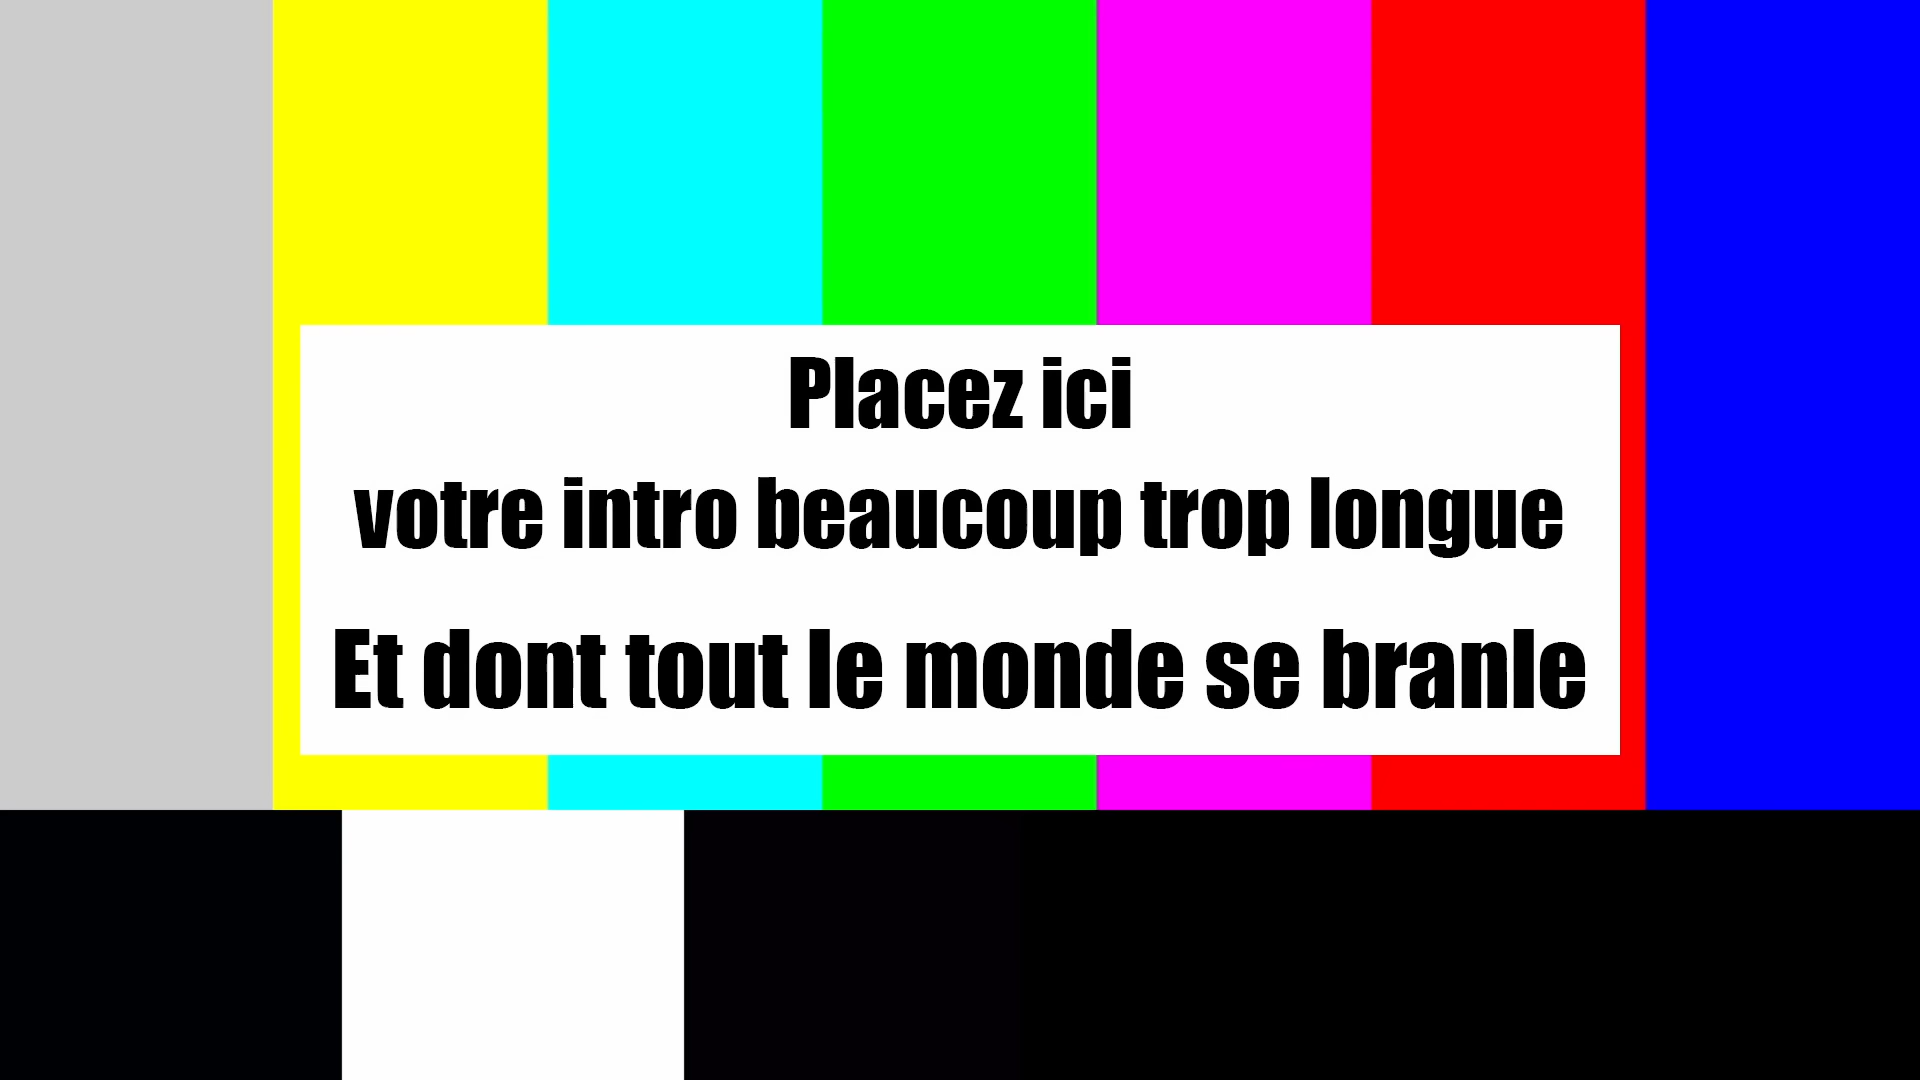 Placez ici
votre intro beaucoup trop longue
Et dont tout le monde se branle